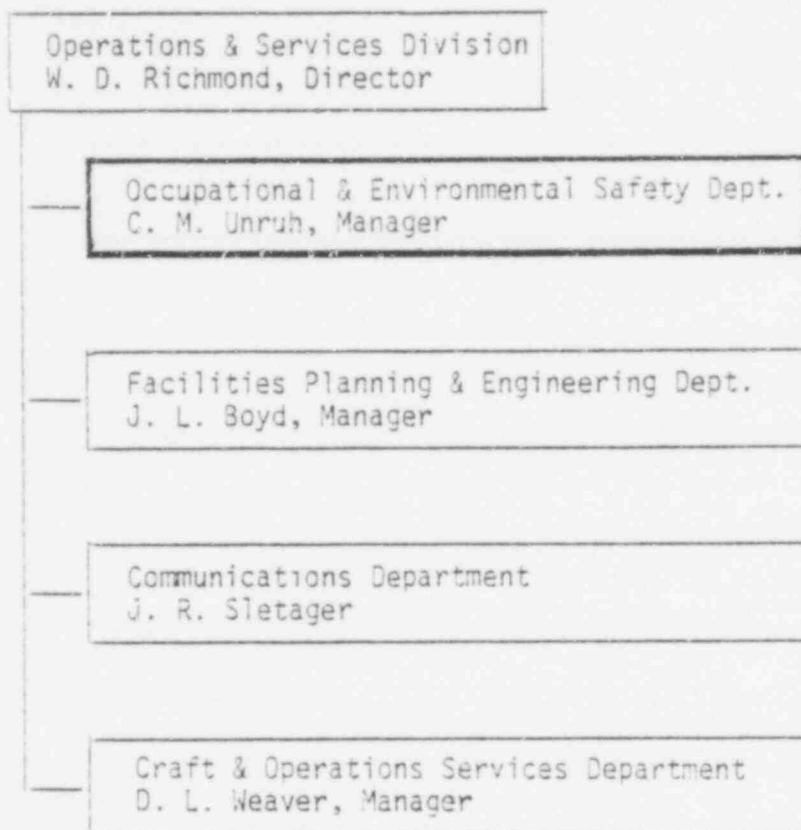 Operations & Services Division
W. D. Richmond, Director
Occupational & Environmental Safety Dept.
C. M. Unruh, Manager
Facilities Planning & Engineering Dept.
J. L. Boyd, Manager
Communications Department
J. R. Sletager
Craft & Operations Services Department
D. L. Weaver, Manager